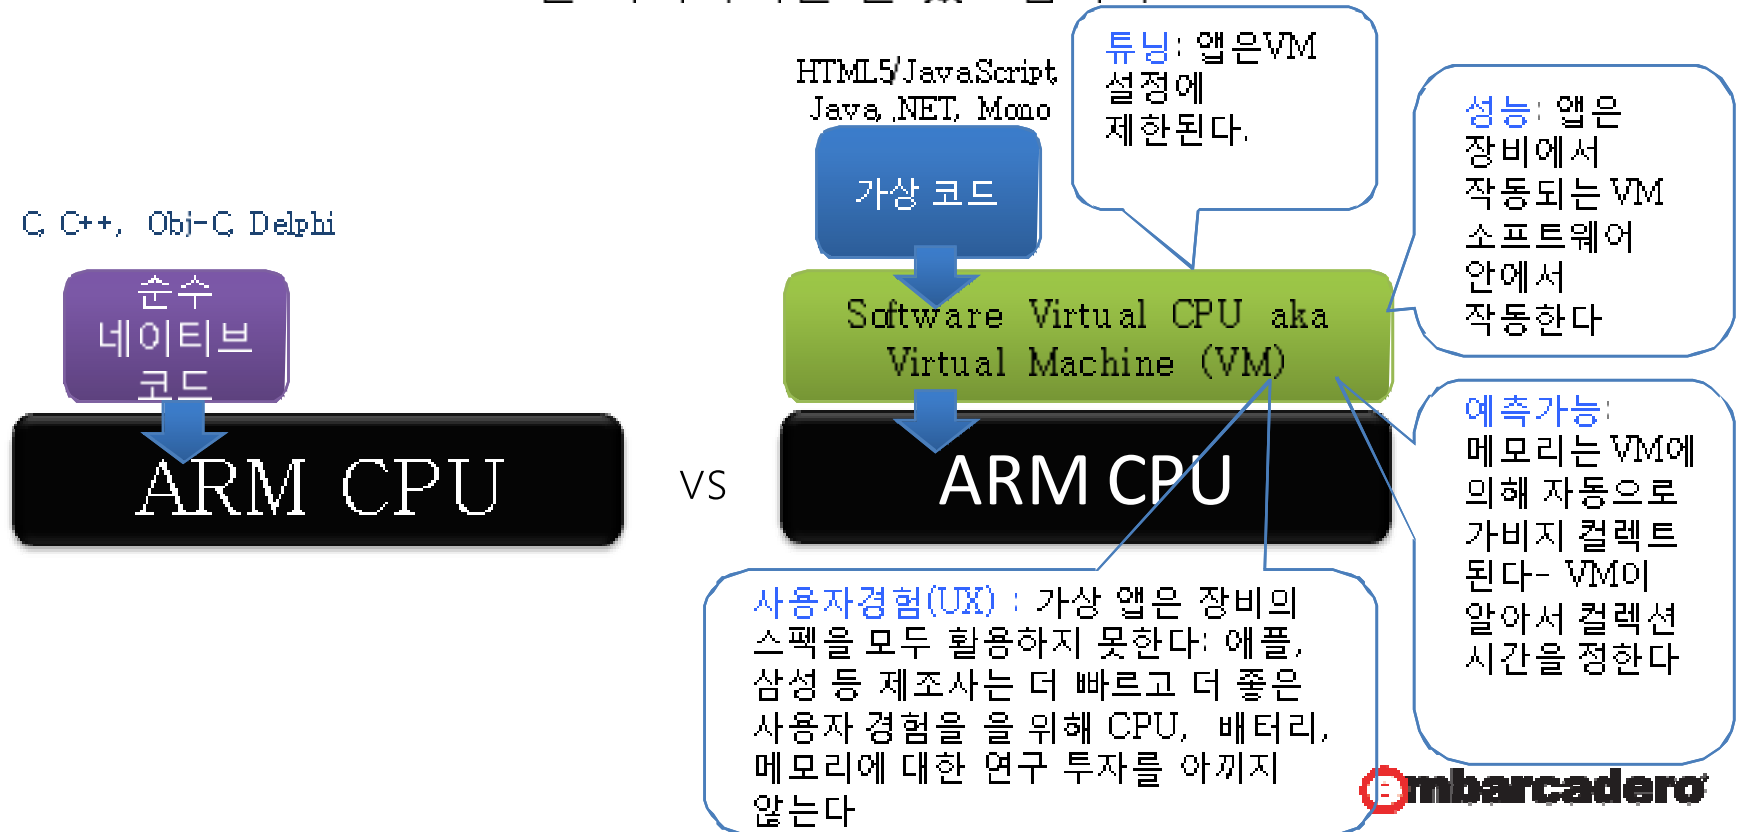 HTML5/JavaScript,
Java, .NET, Mono
가상 코드
C, C++, Obj-C, Delphi
순수
네이티브
코드
ARM CPU
vs
Software Virtual CPU aka
Virtual Machine (VM)
ARM CPU
튜닝: 앱은VM
설정에
제한된다.
성능: 앱은
장비에서
작동되는 VM
소프트웨어
안에서
작동한다
예측가능:
메모리는 VM에
의해 자동으로
가비지 컬렉트
된다- VM이
알아서 컬렉션
시간을 정한다
사용자경험(UX) : 가상 앱은 장비의
스펙을 모두 활용하지 못한다: 애플,
삼성 등 제조사는 더 빠르고 더 좋은
사용자 경험을 을 위해 CPU, 배터리,
메모리에 대한 연구 투자를 아끼지
않는다
embarcadero